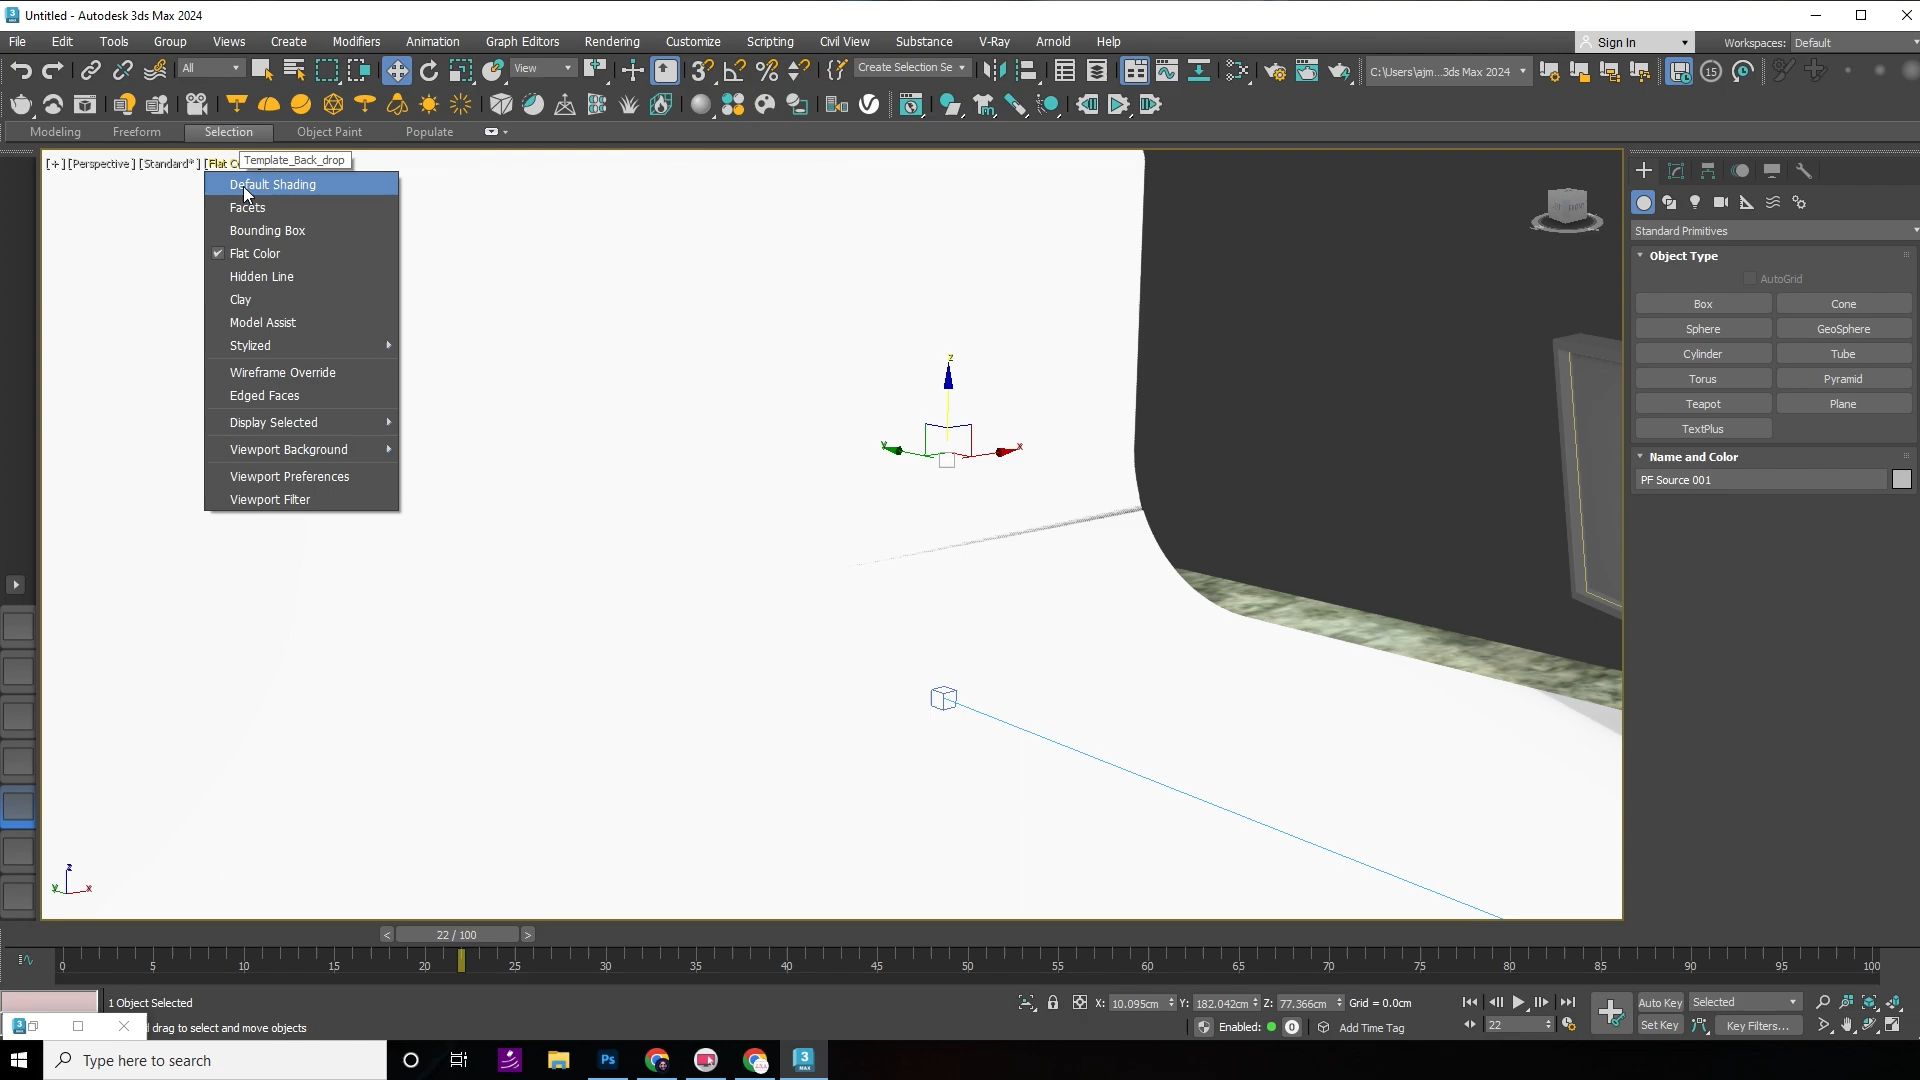 Untitled - Autodesk 3ds Max 2024
File Edit Tools Group Views Create Modifiers Animation Graph Editors Rendering Customize Scripting Civil View Substance V-Ray Arnold Help
Sign In Workspaces: Default
All View Create Selection Se C:\Users\ajm...3ds Max 2024 15
Modeling Freeform Selection Object Paint Populate
[+] [Perspective] [Standard*] [Flat C
Template_Back_drop
Default Shading
Facets
Bounding Box
Flat Color
Hidden Line
Clay
Model Assist
Stylized
Wireframe Override
Edged Faces
Display Selected
Viewport Background
Viewport Preferences
Viewport Filter
Standard Primitives
Object Type
AutoGrid
Box Cone
Sphere GeoSphere
Cylinder Tube
Torus Pyramid
Teapot Plane
TextPlus
Name and Color
PF Source 001
z
y x
z
y x
< 22 / 100 >
0 5 10 15 20 25 30 35 40 45 50 55 60 65 70 75 80 85 90 95 100
1 Object Selected X: 10.095cm Y: 182.042cm Z: 77.366cm Grid = 0.0cm Auto Key Selected
drag to select and move objects Enabled: 0 Add Time Tag 22 Set Key Key Filters...
Type here to search Ps 3 MAX